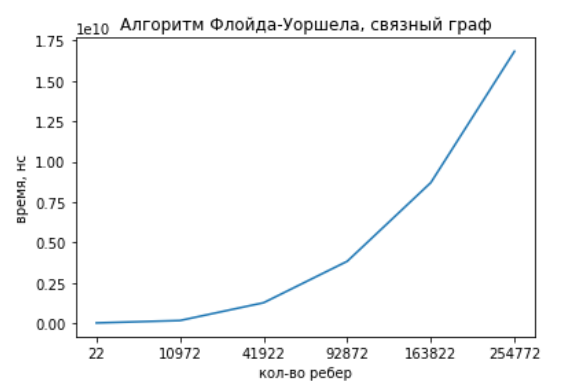 1e10 Алгоритм Флойда-Уоршела, связный граф
1.75
1.50
1.25
1.00
0.75
0.50
0.25
0.00
время, нс
22 10972 41922 92872 163822 254772
кол-во ребер